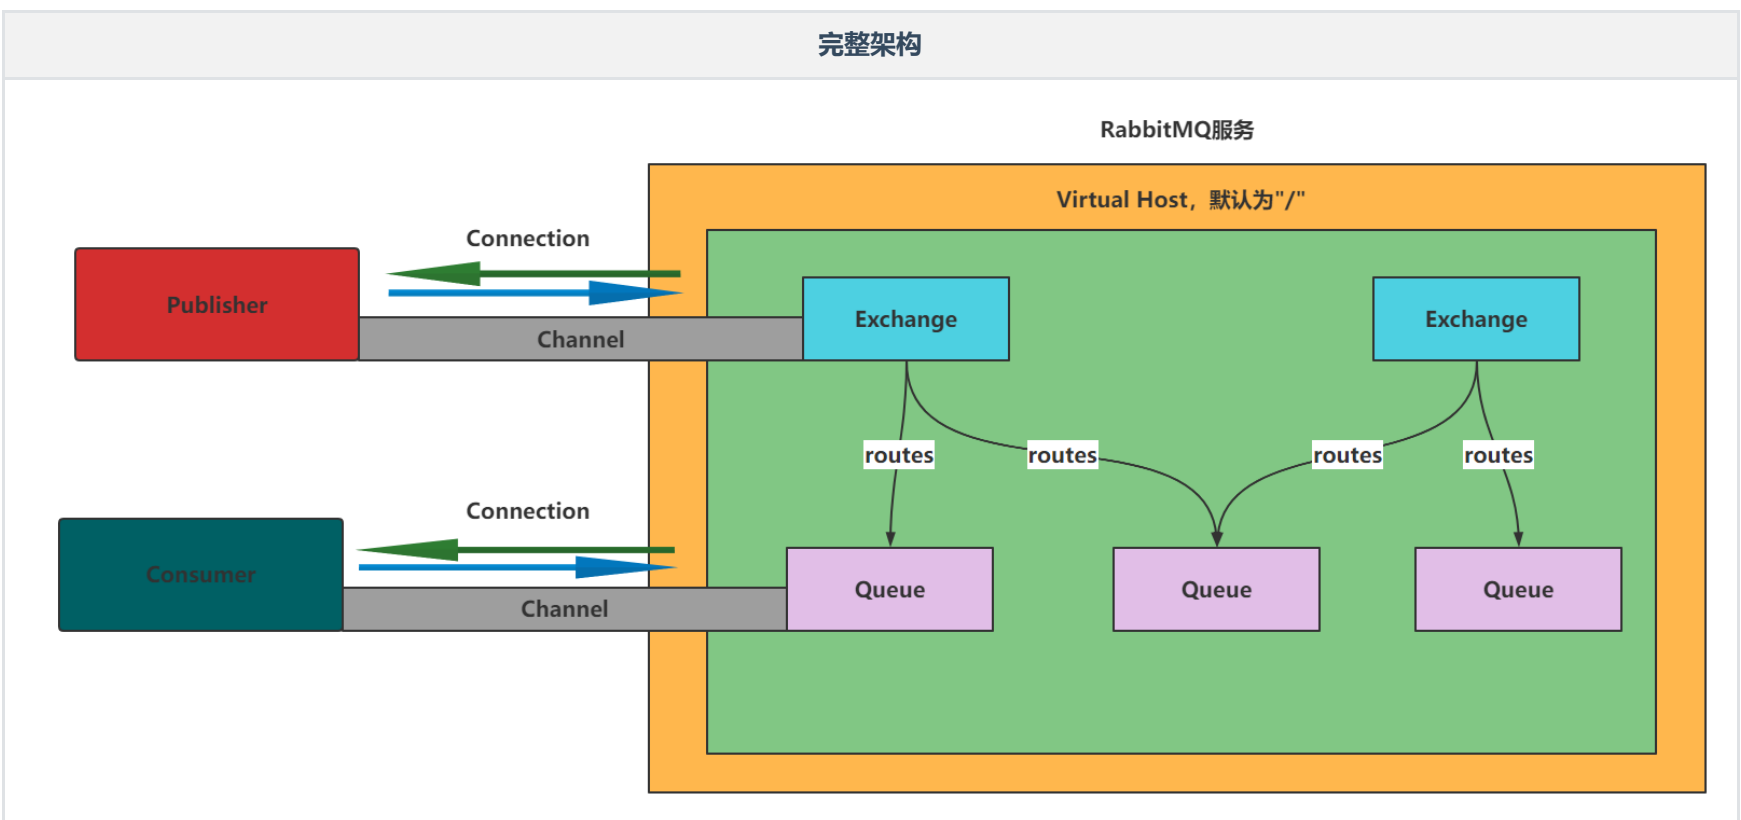 完整架构
RabbitMQ服务
Virtual Host，默认为"/"
Connection
Publisher
Channel
Exchange
Exchange
routes
routes
routes
routes
Connection
Consumer
Channel
Queue
Queue
Queue